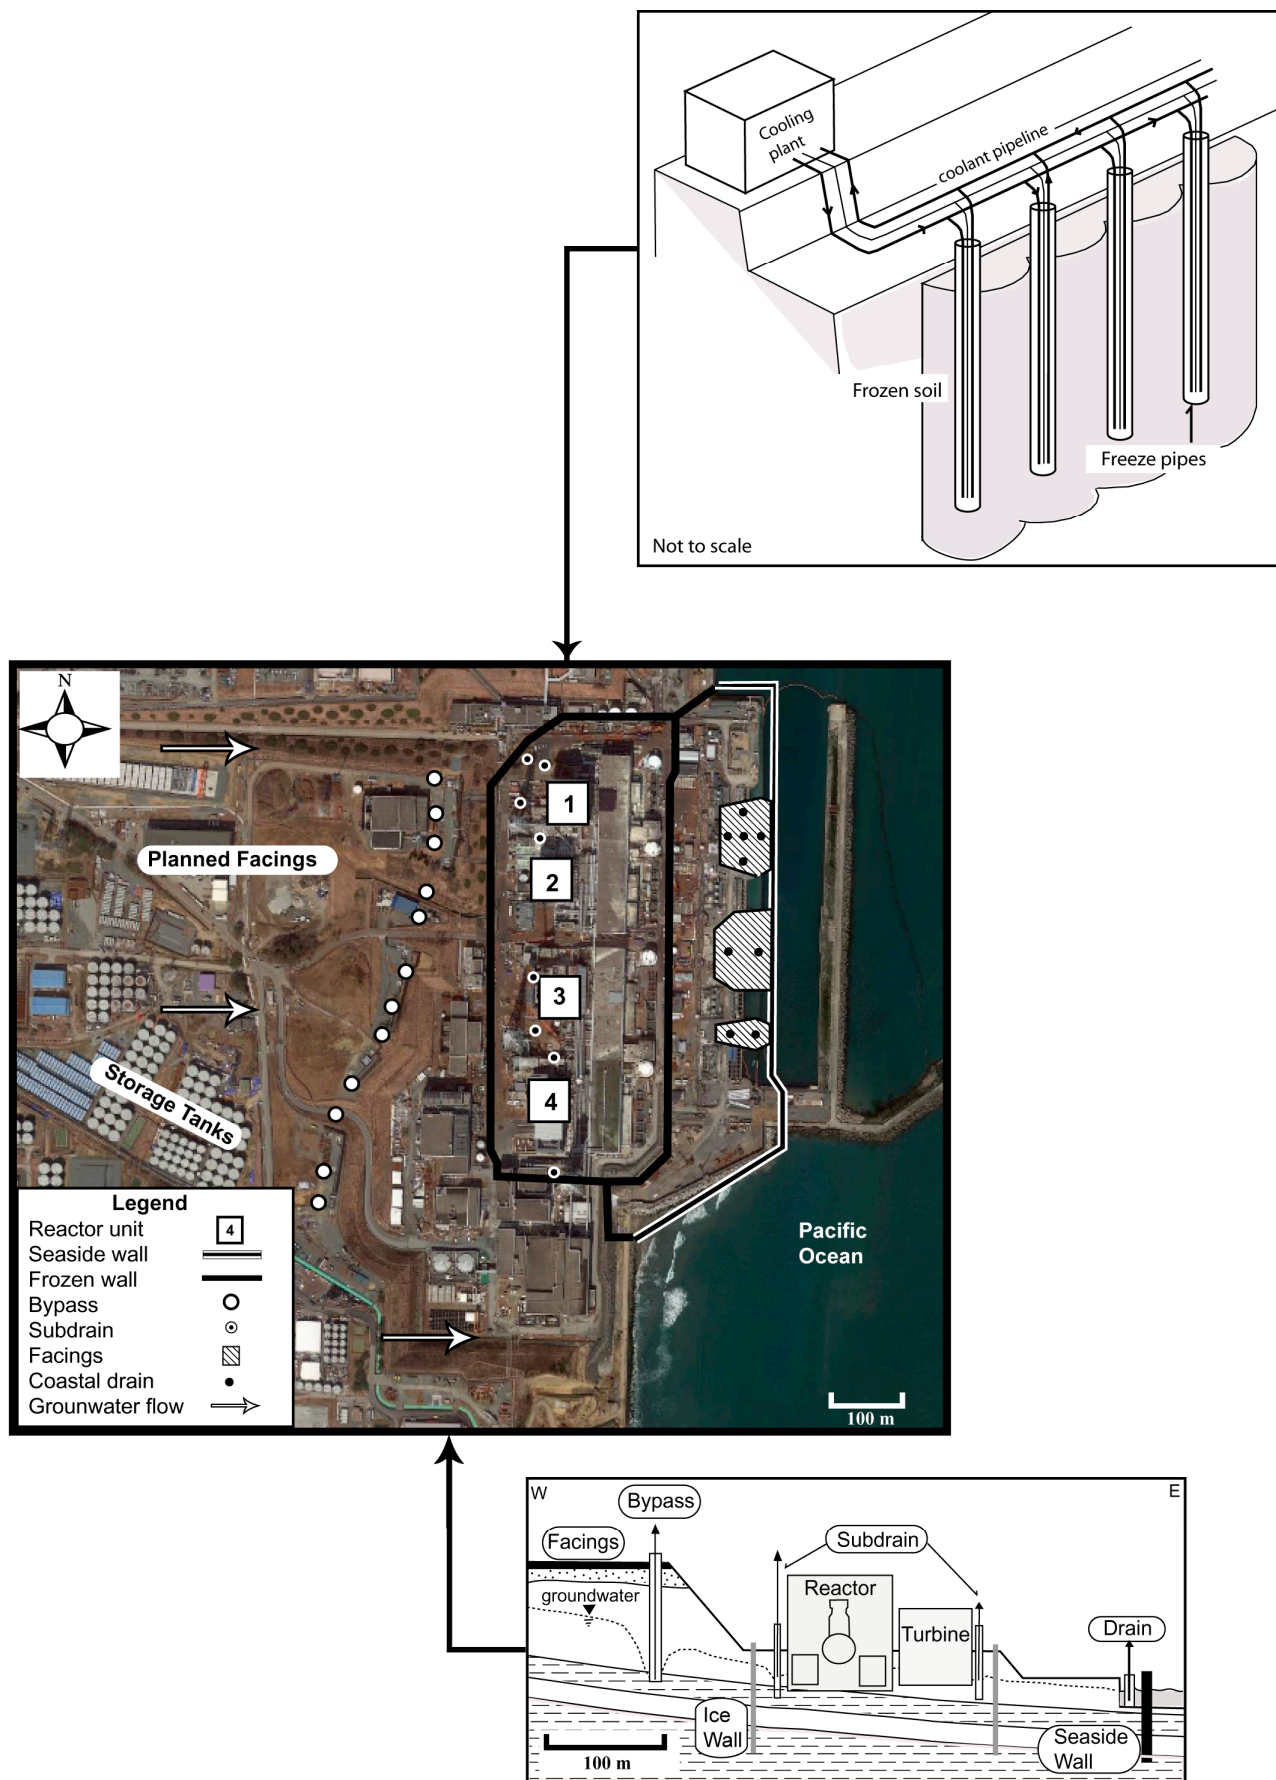 Cooling
plant
coolant pipeline
Frozen soil
Freeze pipes
Not to scale
N
1
Planned Facings
2
3
Storage Tanks
4
Legend
Reactor unit 4
Seaside wall
Frozen wall
Bypass
Subdrain
Facings
Coastal drain
Grounwater flow
Pacific
Ocean
100 m
W
E
Bypass
Facings
Subdrain
groundwater
Reactor
Turbine
Drain
Ice
Wall
Seaside
Wall
100 m